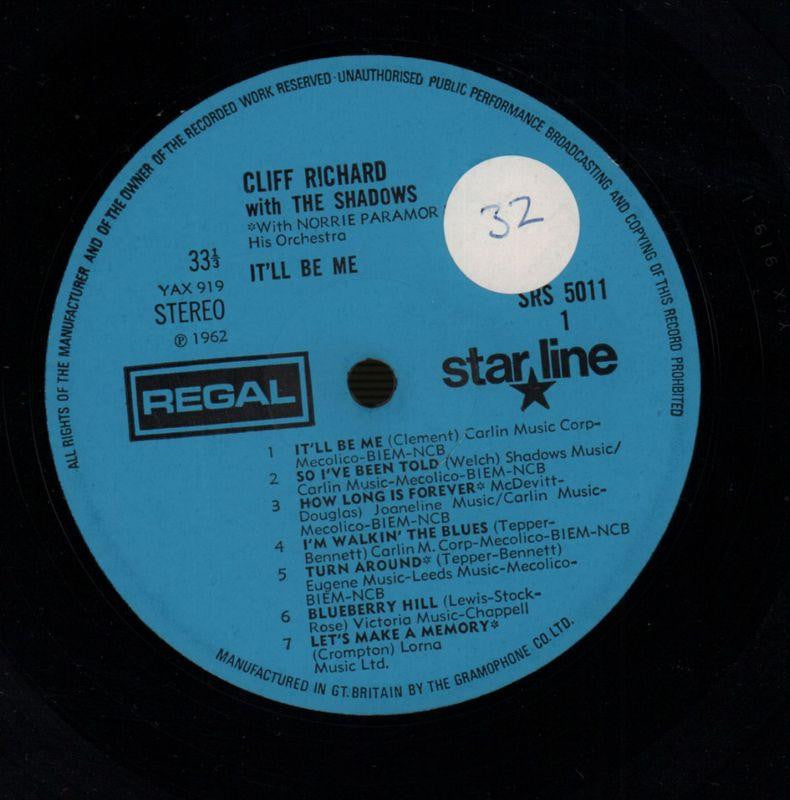 ALL RIGHTS OF THE MANUFACTURER AND OF THE OWNER OF THE RECORDED WORK RESERVED·UNAUTHORISED PUBLIC PERFORMANCE BROADCASTING AND COPYING OF THIS RECORD PROHIBITED
CLIFF RICHARD
with THE SHADOWS
*With NORRIE PARAMOR
His Orchestra
32
33⅓
IT'LL BE ME
YAX 919
STEREO
SRS 5011
1
℗ 1962
REGAL
star line
1 IT'LL BE ME (Clement) Carlin Music Corp-
Mecolico-BIEM-NCB
2 SO I'VE BEEN TOLD (Welch) Shadows Music/
Carlin Music-Mecolico-BIEM-NCB
3 HOW LONG IS FOREVER* McDevitt-
Douglas) Joaneline Music/Carlin Music-
Mecolico-BIEM-NCB
4 I'M WALKIN' THE BLUES (Tepper-
Bennett) Carlin M. Corp-Mecolico-BIEM-NCB
5 TURN AROUND* (Tepper-Bennett)
Eugene Music-Leeds Music-Mecolico-
BIEM-NCB
6 BLUEBERRY HILL (Lewis-Stock-
Rose) Victoria Music-Chappell
7 LET'S MAKE A MEMORY*
(Crompton) Lorna
Music Ltd.
MANUFACTURED IN GT. BRITAIN BY THE GRAMOPHONE CO. LTD.